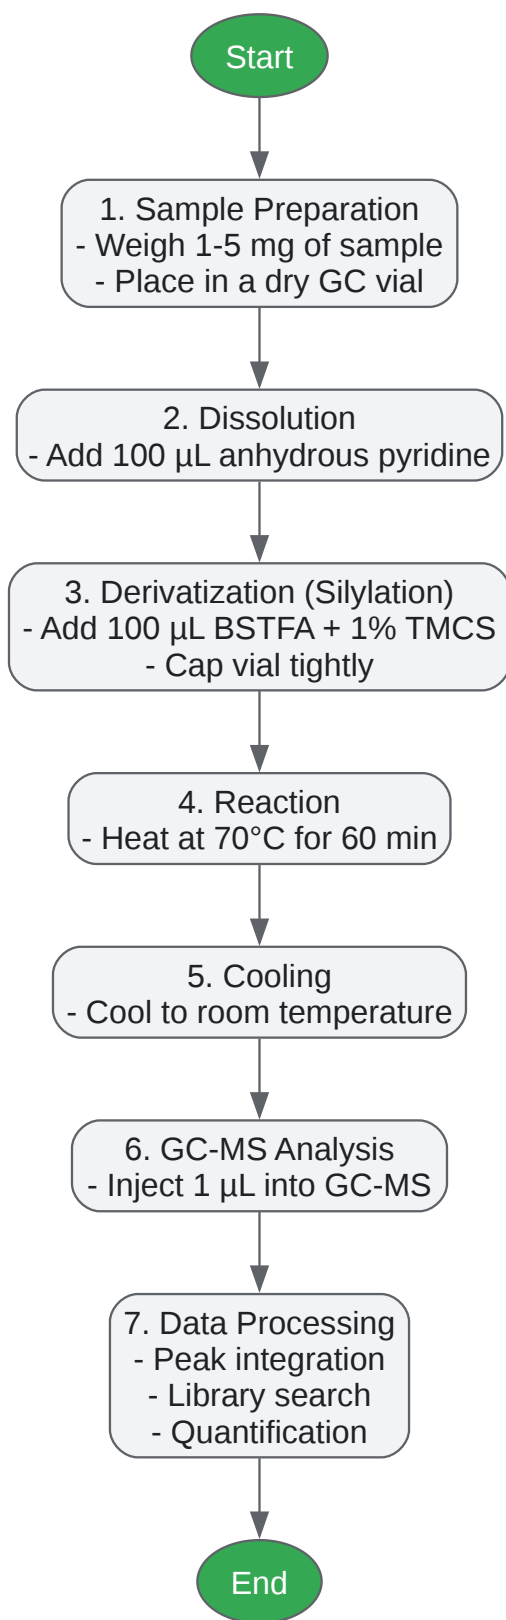 Start
1. Sample Preparation
- Weigh 1-5 mg of sample
- Place in a dry GC vial
2. Dissolution
- Add 100 µL anhydrous pyridine
3. Derivatization (Silylation)
- Add 100 µL BSTFA + 1% TMCS
- Cap vial tightly
4. Reaction
- Heat at 70°C for 60 min
5. Cooling
- Cool to room temperature
6. GC-MS Analysis
- Inject 1 µL into GC-MS
7. Data Processing
- Peak integration
- Library search
- Quantification
End